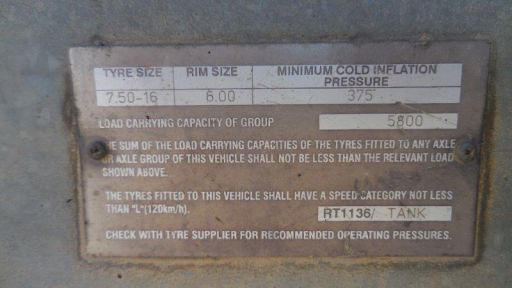 TYRE SIZE RIM SIZE MINIMUM COLD INFLATION
PRESSURE
7.50-16 6.00 375
LOAD CARRYING CAPACITY OF GROUP 5800
THE SUM OF THE LOAD CARRYING CAPACITIES OF THE TYRES FITTED TO ANY AXLE
OR AXLE GROUP OF THIS VEHICLE SHALL NOT BE LESS THAN THE RELEVANT LOAD
SHOWN ABOVE.
THE TYRES FITTED TO THIS VEHICLE SHALL HAVE A SPEED CATEGORY NOT LESS
THAN "L"(120km/h). RT1136/ TANK
CHECK WITH TYRE SUPPLIER FOR RECOMMENDED OPERATING PRESSURES.